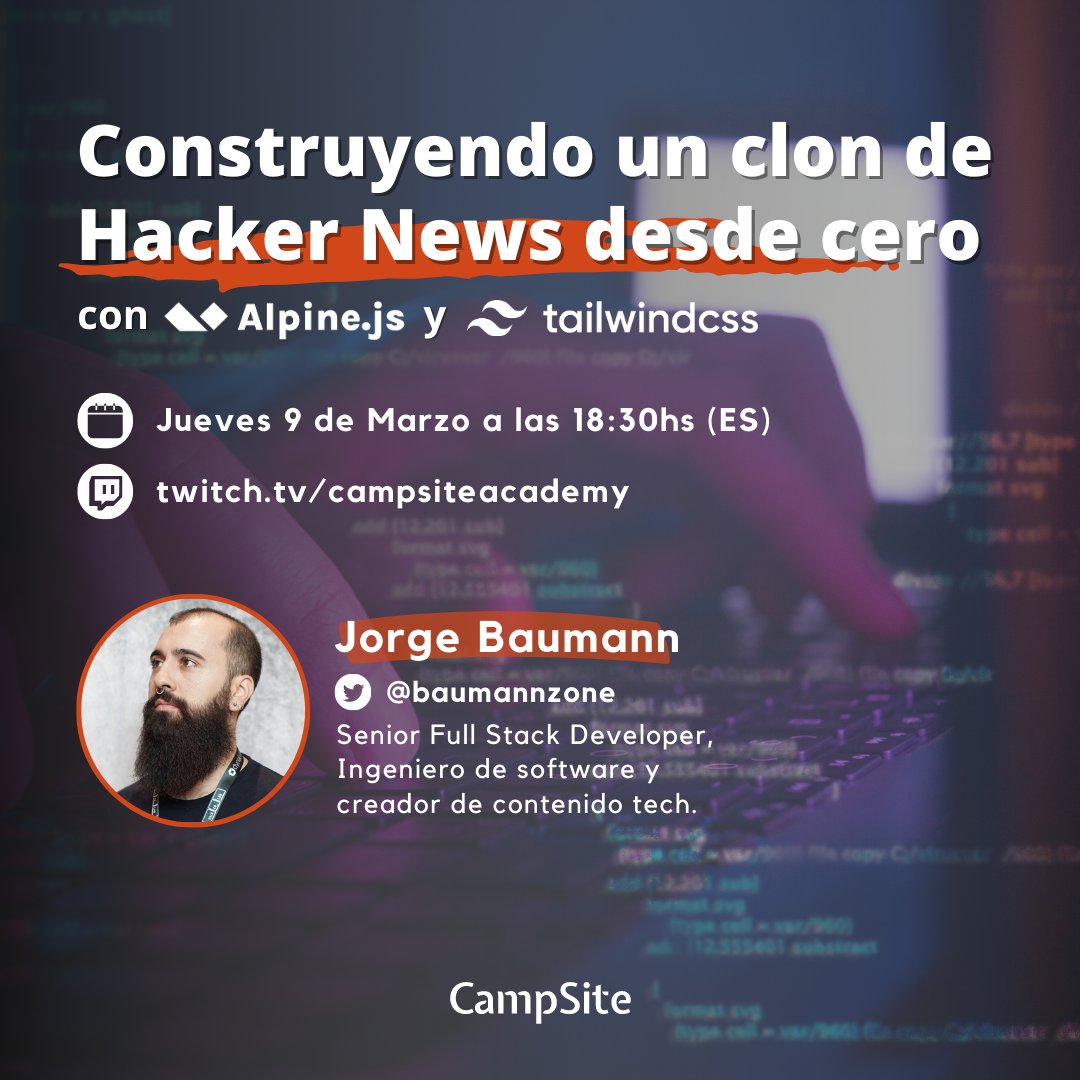 Construyendo un clon de
Hacker News desde cero
con Alpine.js y tailwindcss
Jueves 9 de Marzo a las 18:30hs (ES)
twitch.tv/campsiteacademy
Jorge Baumann
@baumannzone
Senior Full Stack Developer,
Ingeniero de software y
creador de contenido tech.
CampSite